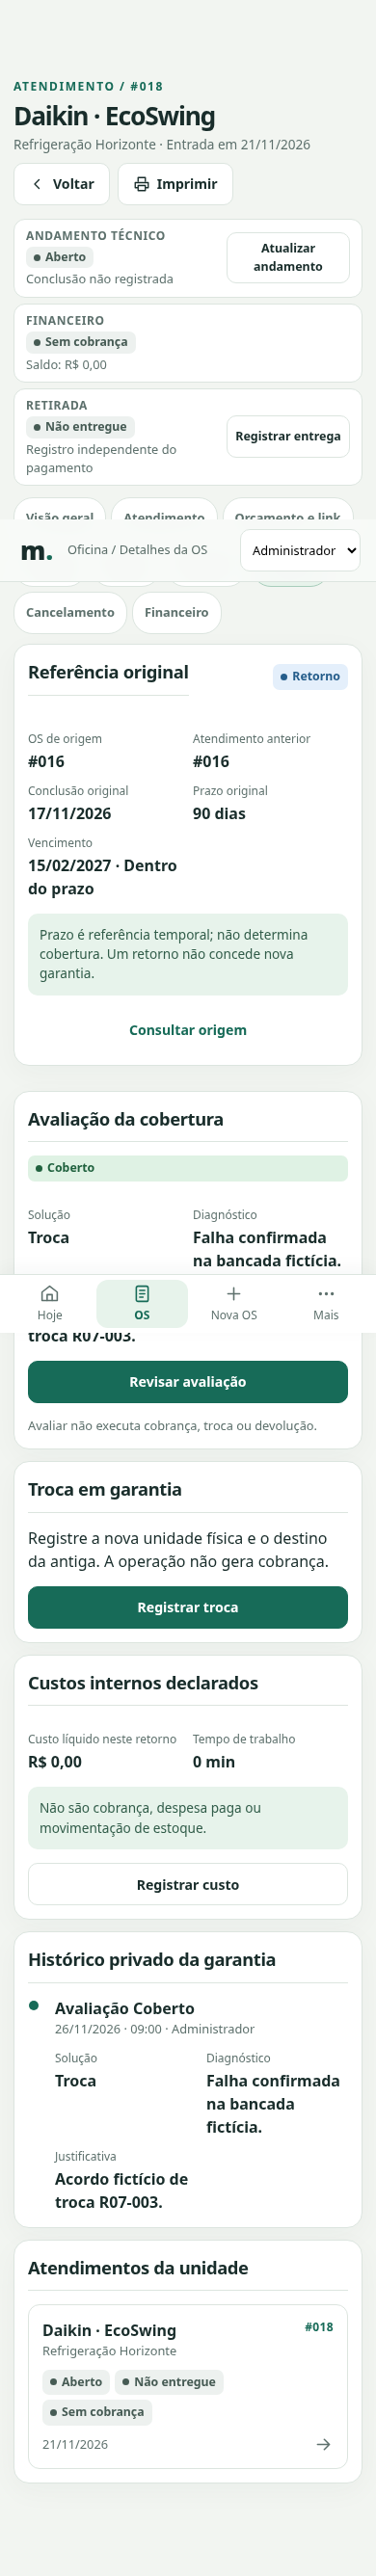 ATENDIMENTO / #018
Daikin · EcoSwing
Refrigeração Horizonte · Entrada em 21/11/2026
Voltar
Imprimir
ANDAMENTO TÉCNICO
Aberto
Conclusão não registrada
Atualizar
andamento
FINANCEIRO
Sem cobrança
Saldo: R$ 0,00
RETIRADA
Não entregue
Registro independente do
pagamento
Registrar entrega
Visão geral
Atendimento
Orçamento e link
m.
Oficina / Detalhes da OS
Administrador
Cancelamento
Financeiro
Referência original
Retorno
OS de origem
#016
Atendimento anterior
#016
Conclusão original
17/11/2026
Prazo original
90 dias
Vencimento
15/02/2027 · Dentro
do prazo
Prazo é referência temporal; não determina
cobertura. Um retorno não concede nova
garantia.
Consultar origem
Avaliação da cobertura
Coberto
Solução
Troca
Diagnóstico
Falha confirmada
na bancada fictícia.
Hoje
OS
Nova OS
Mais
troca R07-003.
Revisar avaliação
Avaliar não executa cobrança, troca ou devolução.
Troca em garantia
Registre a nova unidade física e o destino
da antiga. A operação não gera cobrança.
Registrar troca
Custos internos declarados
Custo líquido neste retorno
R$ 0,00
Tempo de trabalho
0 min
Não são cobrança, despesa paga ou
movimentação de estoque.
Registrar custo
Histórico privado da garantia
Avaliação Coberto
26/11/2026 · 09:00 · Administrador
Solução
Troca
Diagnóstico
Falha confirmada
na bancada
fictícia.
Justificativa
Acordo fictício de
troca R07-003.
Atendimentos da unidade
Daikin · EcoSwing
#018
Refrigeração Horizonte
Aberto
Não entregue
Sem cobrança
21/11/2026